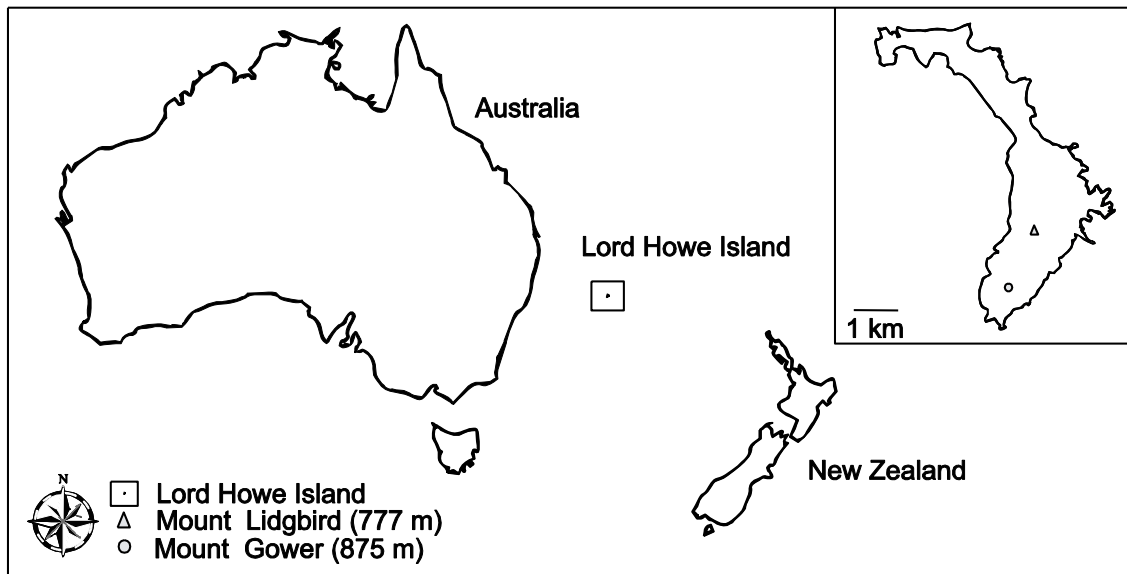 Australia
Lord Howe Island
1 km
New Zealand
N
Lord Howe Island
Mount Lidgbird (777 m)
Mount Gower (875 m)